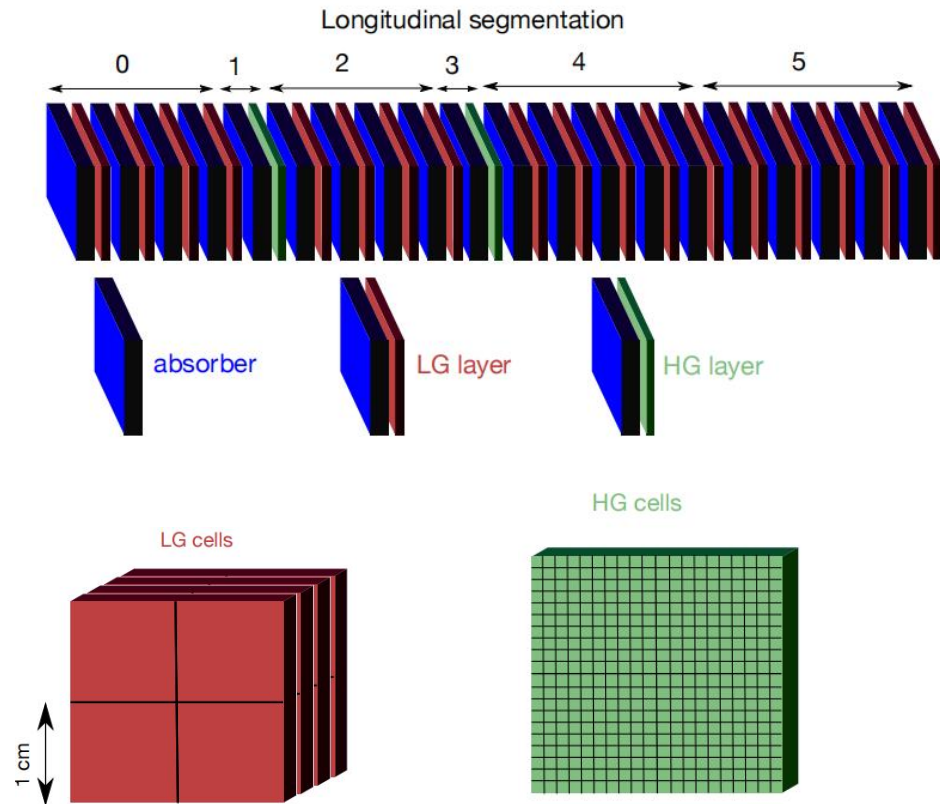 Longitudinal segmentation
0 1 2 3 4 5
absorber
LG layer
HG layer
HG cells
LG cells
1 cm